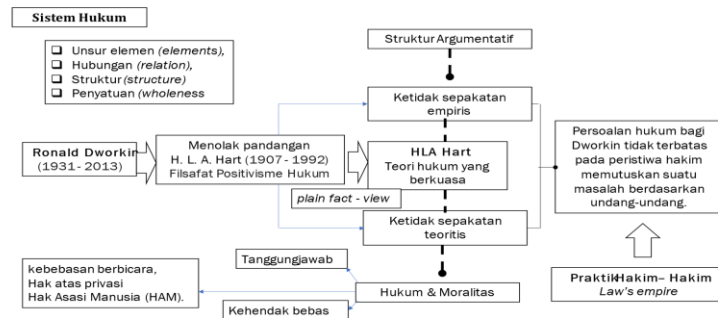 Sistem Hukum
❑ Unsur elemen (elements),
❑ Hubungan (relation),
❑ Struktur (structure)
❑ Penyatuan (wholeness
Struktur Argumentatif
Ketidak sepakatan
empiris
Ronald Dworkin
(1931- 2013)
Menolak pandangan
H. L. A. Hart (1907 - 1992)
Filsafat Positivisme Hukum
HLA Hart
Teori hukum yang
berkuasa
plain fact - view
Ketidak sepakatan
teoritis
Persoalan hukum bagi
Dworkin tidak terbatas
pada peristiwa hakim
memutuskan suatu
masalah berdasarkan
undang-undang.
Praktik Hakim– Hakim
Law's empire
Tanggungjawab
kebebasan berbicara,
Hak atas privasi
Hak Asasi Manusia (HAM).
Hukum & Moralitas
Kehendak bebas